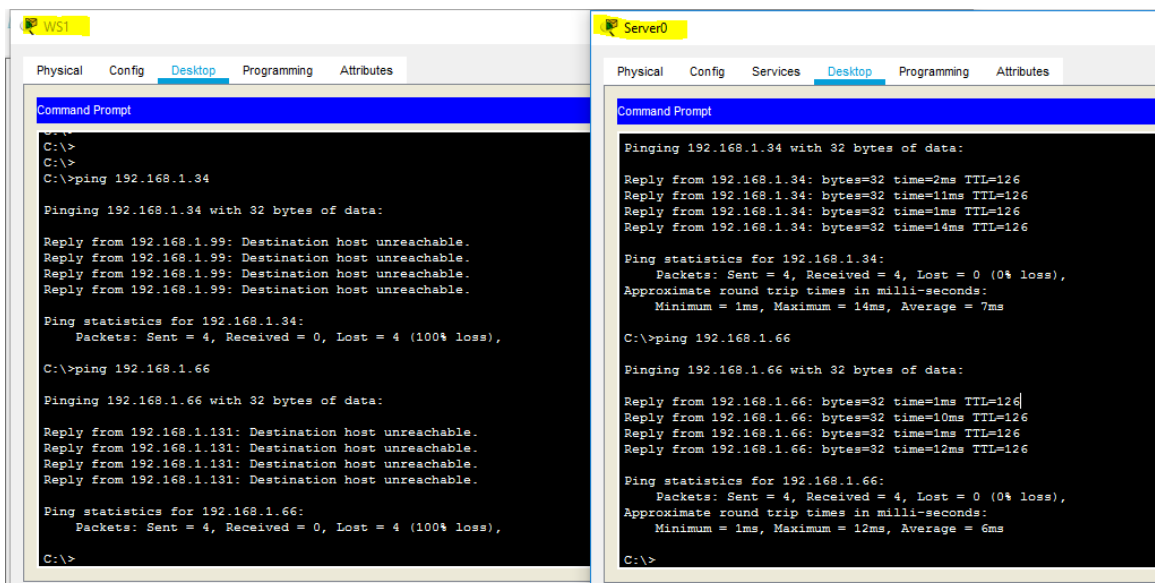 WS1
Physical Config Desktop Programming Attributes
Command Prompt
C:\>
C:\>
C:\>ping 192.168.1.34
Pinging 192.168.1.34 with 32 bytes of data:
Reply from 192.168.1.99: Destination host unreachable.
Reply from 192.168.1.99: Destination host unreachable.
Reply from 192.168.1.99: Destination host unreachable.
Reply from 192.168.1.99: Destination host unreachable.
Ping statistics for 192.168.1.34:
Packets: Sent = 4, Received = 0, Lost = 4 (100% loss),
C:\>ping 192.168.1.66
Pinging 192.168.1.66 with 32 bytes of data:
Reply from 192.168.1.131: Destination host unreachable.
Reply from 192.168.1.131: Destination host unreachable.
Reply from 192.168.1.131: Destination host unreachable.
Reply from 192.168.1.131: Destination host unreachable.
Ping statistics for 192.168.1.66:
Packets: Sent = 4, Received = 0, Lost = 4 (100% loss),
C:\>
Server0
Physical Config Services Desktop Programming Attributes
Command Prompt
Pinging 192.168.1.34 with 32 bytes of data:
Reply from 192.168.1.34: bytes=32 time=2ms TTL=126
Reply from 192.168.1.34: bytes=32 time=11ms TTL=126
Reply from 192.168.1.34: bytes=32 time=1ms TTL=126
Reply from 192.168.1.34: bytes=32 time=14ms TTL=126
Ping statistics for 192.168.1.34:
Packets: Sent = 4, Received = 4, Lost = 0 (0% loss),
Approximate round trip times in milli-seconds:
Minimum = 1ms, Maximum = 14ms, Average = 7ms
C:\>ping 192.168.1.66
Pinging 192.168.1.66 with 32 bytes of data:
Reply from 192.168.1.66: bytes=32 time=1ms TTL=126
Reply from 192.168.1.66: bytes=32 time=10ms TTL=126
Reply from 192.168.1.66: bytes=32 time=1ms TTL=126
Reply from 192.168.1.66: bytes=32 time=12ms TTL=126
Ping statistics for 192.168.1.66:
Packets: Sent = 4, Received = 4, Lost = 0 (0% loss),
Approximate round trip times in milli-seconds:
Minimum = 1ms, Maximum = 12ms, Average = 6ms
C:\>